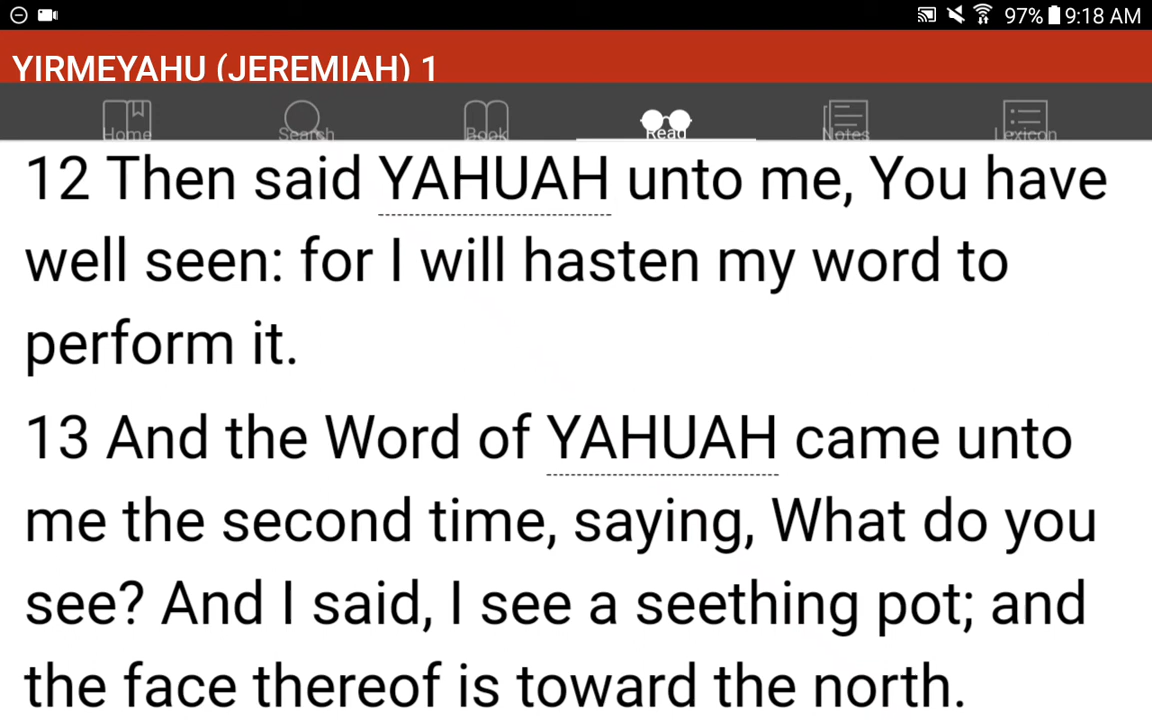 97% 9:18 AM
YIRMEYAHU (JEREMIAH) 1
Home Search Book Read Notes Lexicon
12 Then said YAHUAH unto me, You have
well seen: for I will hasten my word to
perform it.
13 And the Word of YAHUAH came unto
me the second time, saying, What do you
see? And I said, I see a seething pot; and
the face thereof is toward the north.